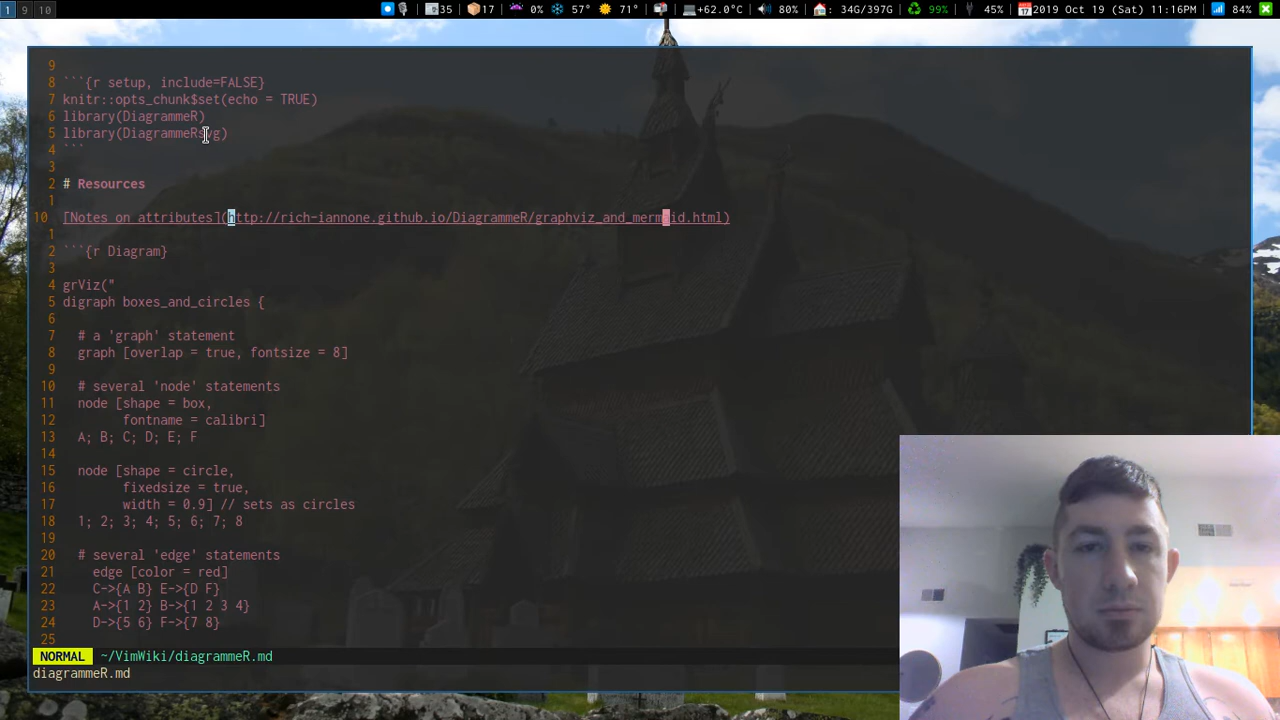 1 9 10 35 17 0% 57° 71° +62.0°C 80% : 34G/397G 99% 45% 2019 Oct 19 (Sat) 11:16PM 84%
9
8 ```{r setup, include=FALSE}
7 knitr::opts_chunk$set(echo = TRUE)
6 library(DiagrammeR)
5 library(DiagrammeRsvg)
4 ```
3
2 # Resources
1
10 [Notes on attributes](http://rich-iannone.github.io/DiagrammeR/graphviz_and_mermaid.html)
1
2 ```{r Diagram}
3
4 grViz("
5 digraph boxes_and_circles {
6
7 # a 'graph' statement
8 graph [overlap = true, fontsize = 8]
9
10 # several 'node' statements
11 node [shape = box,
12 fontname = calibri]
13 A; B; C; D; E; F
14
15 node [shape = circle,
16 fixedsize = true,
17 width = 0.9] // sets as circles
18 1; 2; 3; 4; 5; 6; 7; 8
19
20 # several 'edge' statements
21 edge [color = red]
22 C->{A B} E->{D F}
23 A->{1 2} B->{1 2 3 4}
24 D->{5 6} F->{7 8}
25
NORMAL ~/VimWiki/diagrammeR.md
diagrammeR.md